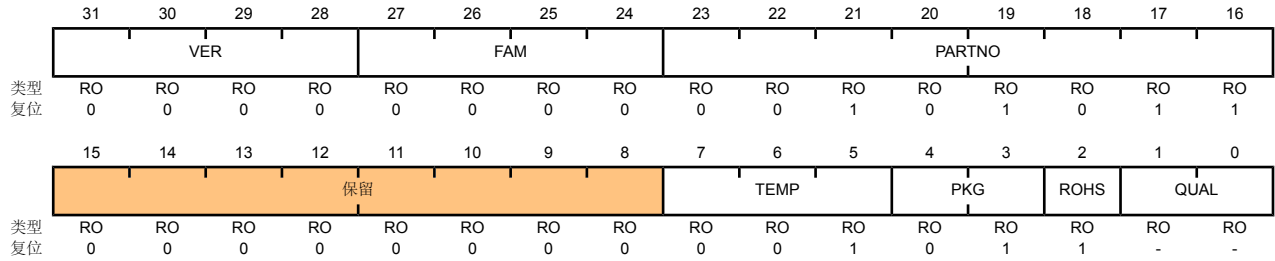 31 30 29 28 27 26 25 24 23 22 21 20 19 18 17 16
VER FAM PARTNO
类型 RO RO RO RO RO RO RO RO RO RO RO RO RO RO RO RO
复位 0 0 0 0 0 0 0 0 0 0 1 0 1 0 1 1
15 14 13 12 11 10 9 8 7 6 5 4 3 2 1 0
保留 TEMP PKG ROHS QUAL
类型 RO RO RO RO RO RO RO RO RO RO RO RO RO RO RO RO
复位 0 0 0 0 0 0 0 0 0 0 1 0 1 1 - -